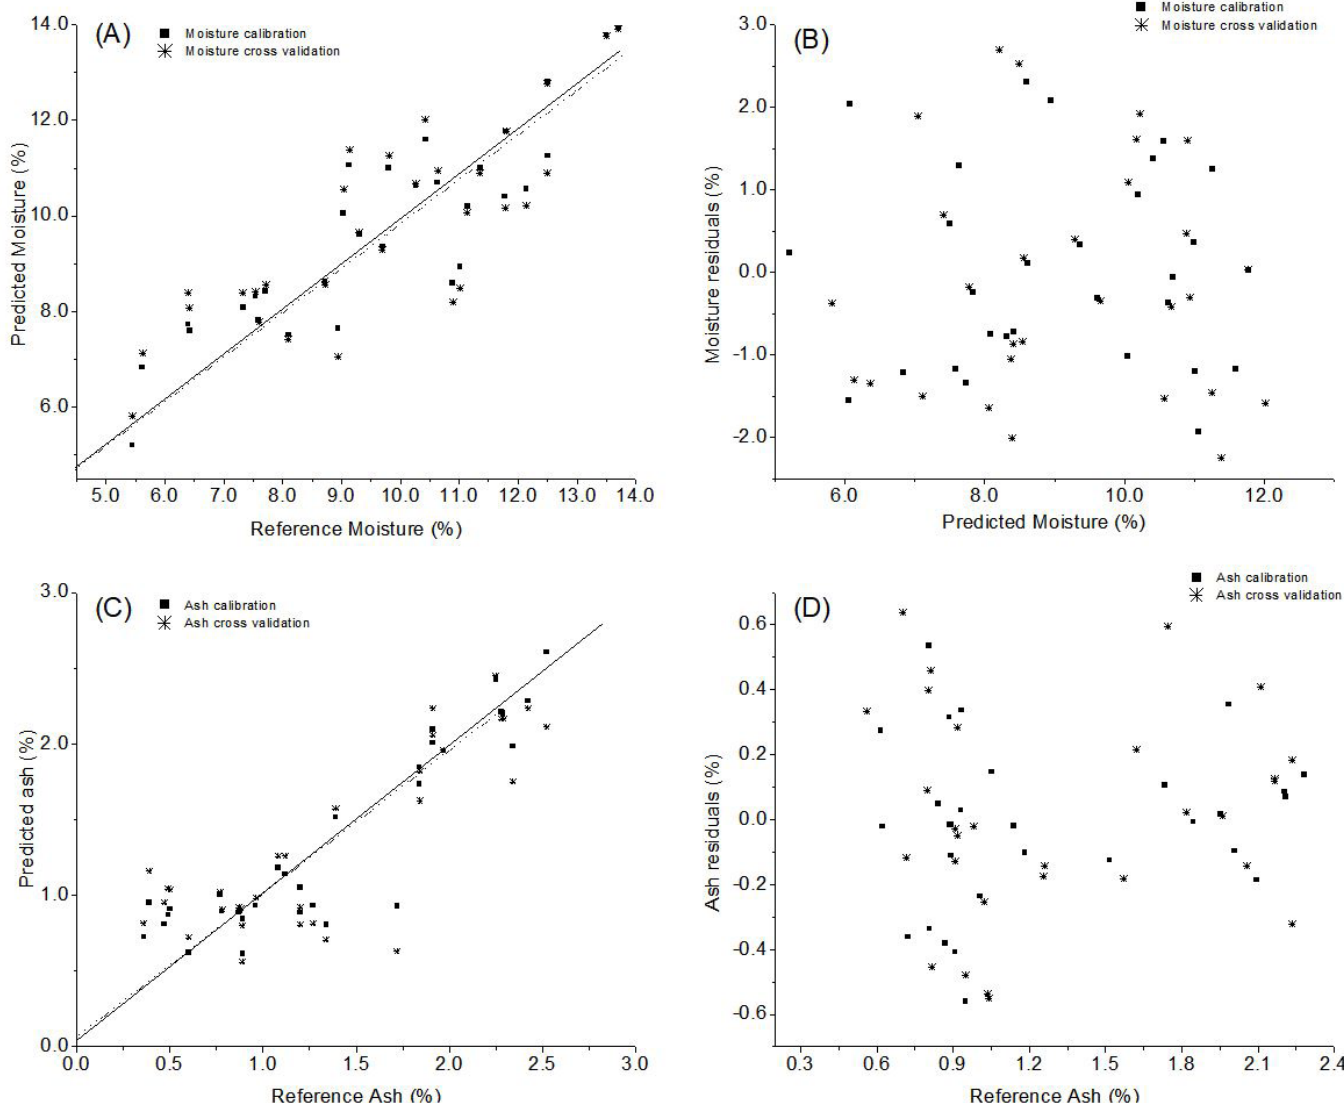 (A)
Moisture calibration
Moisture cross validation
14.0
12.0
10.0
8.0
6.0
Predicted Moisture (%)
5.0 6.0 7.0 8.0 9.0 10.0 11.0 12.0 13.0 14.0
Reference Moisture (%)
(B)
Moisture calibration
Moisture cross validation
3.0
2.0
1.0
0.0
-1.0
-2.0
Moisture residuals (%)
6.0 8.0 10.0 12.0
Predicted Moisture (%)
(C)
Ash calibration
Ash cross validation
3.0
2.0
1.0
0.0
Predicted ash (%)
0.0 0.5 1.0 1.5 2.0 2.5 3.0
Reference Ash (%)
(D)
Ash calibration
Ash cross validation
0.6
0.4
0.2
0.0
-0.2
-0.4
-0.6
Ash residuals (%)
0.3 0.6 0.9 1.2 1.5 1.8 2.1 2.4
Reference Ash (%)